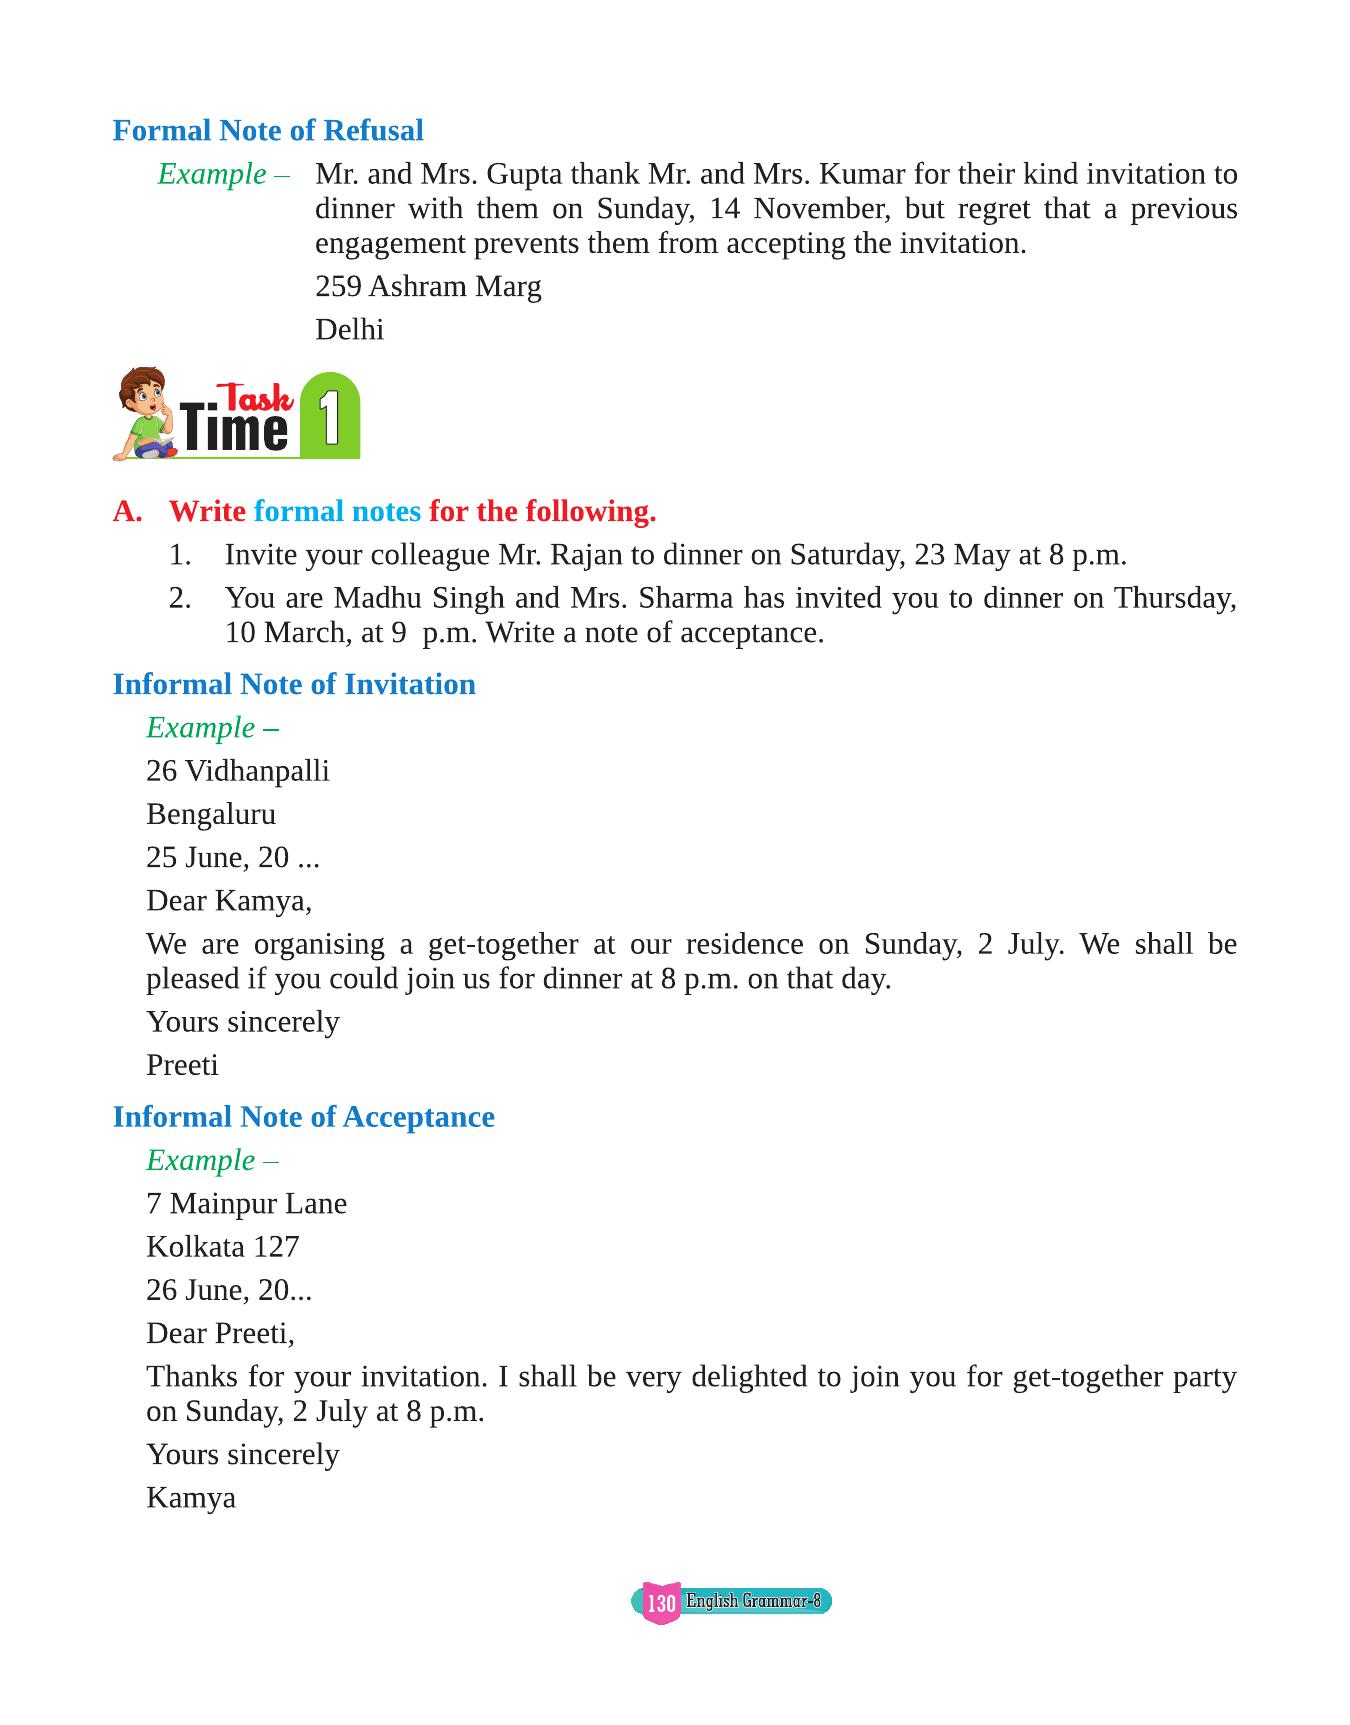 Formal Note of Refusal
Example – Mr. and Mrs. Gupta thank Mr. and Mrs. Kumar for their kind invitation to
dinner with them on Sunday, 14 November, but regret that a previous
engagement prevents them from accepting the invitation.
259 Ashram Marg
Delhi
Task
Time 1
A. Write formal notes for the following.
1. Invite your colleague Mr. Rajan to dinner on Saturday, 23 May at 8 p.m.
2. You are Madhu Singh and Mrs. Sharma has invited you to dinner on Thursday,
10 March, at 9 p.m. Write a note of acceptance.
Informal Note of Invitation
Example –
26 Vidhanpalli
Bengaluru
25 June, 20 ...
Dear Kamya,
We are organising a get-together at our residence on Sunday, 2 July. We shall be
pleased if you could join us for dinner at 8 p.m. on that day.
Yours sincerely
Preeti
Informal Note of Acceptance
Example –
7 Mainpur Lane
Kolkata 127
26 June, 20...
Dear Preeti,
Thanks for your invitation. I shall be very delighted to join you for get-together party
on Sunday, 2 July at 8 p.m.
Yours sincerely
Kamya
130 English Grammar-8